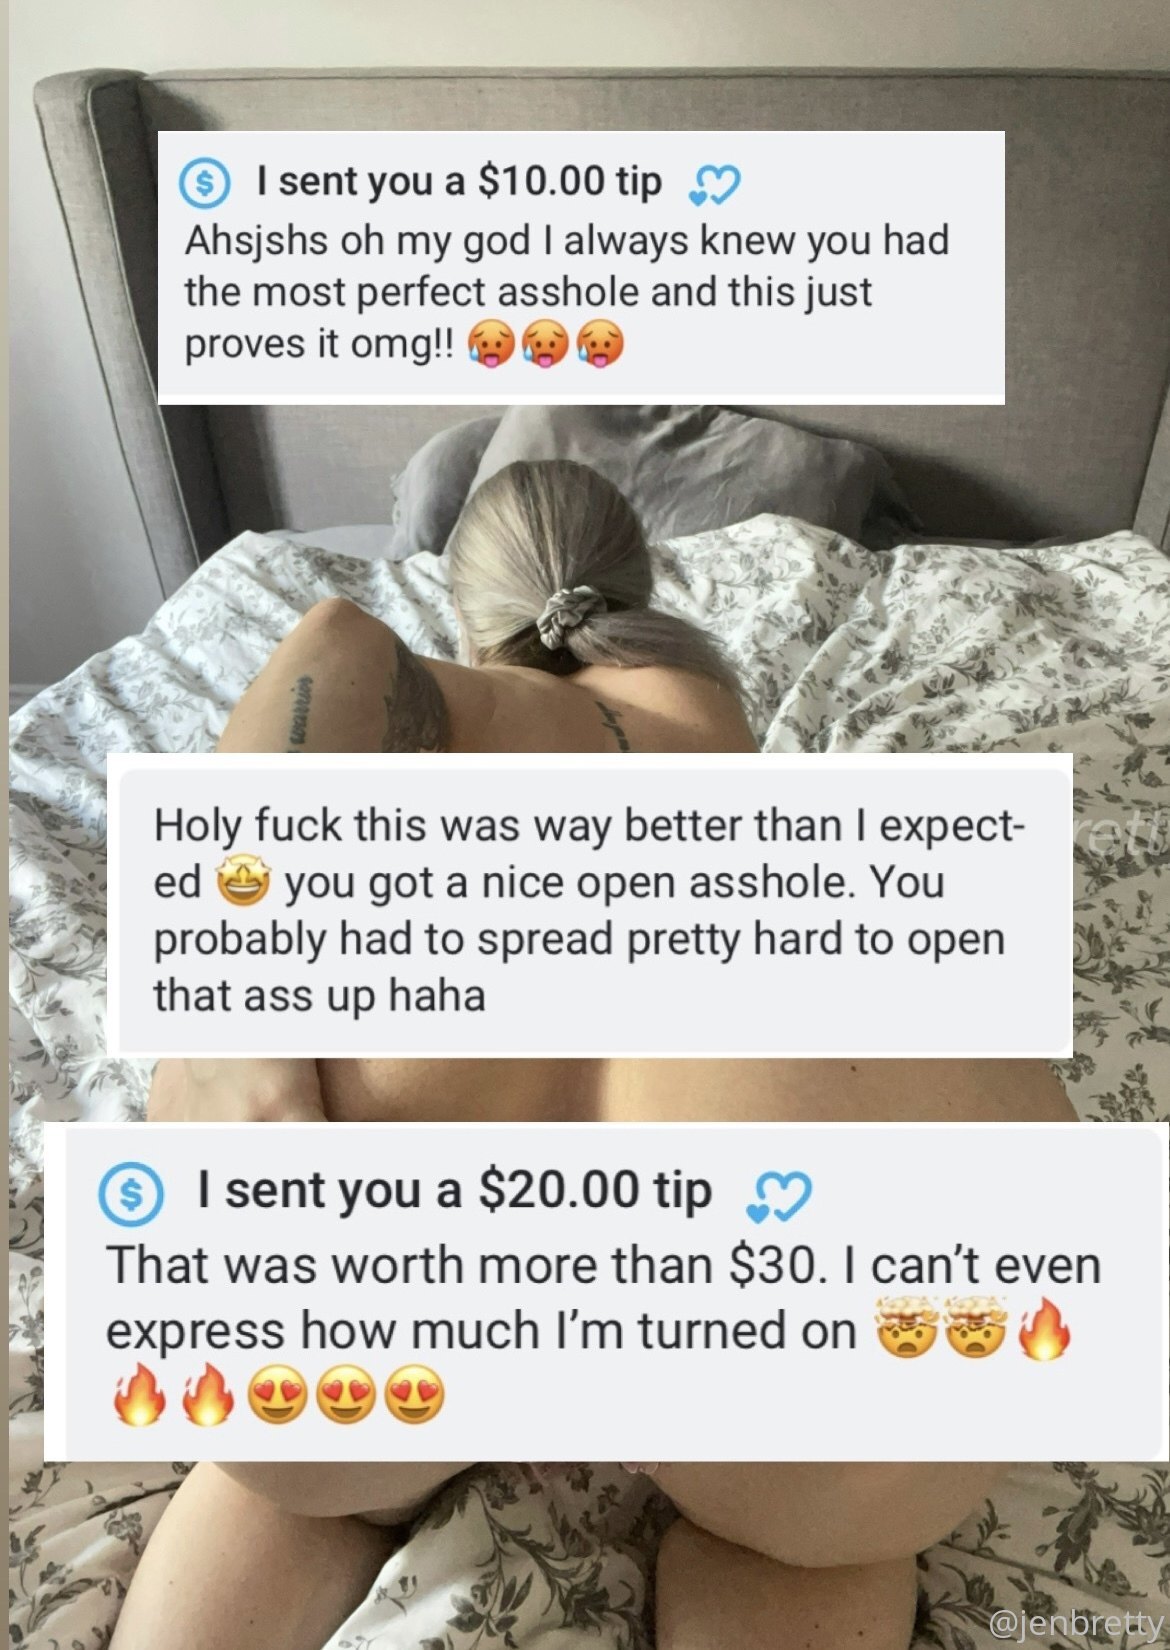 I sent you a $10.00 tip
Ahsjshs oh my god I always knew you had
the most perfect asshole and this just
proves it omg!! 🥵🥵🥵
Holy fuck this was way better than I expect-
ed 🤩 you got a nice open asshole. You
probably had to spread pretty hard to open
that ass up haha
I sent you a $20.00 tip
That was worth more than $30. I can't even
express how much I'm turned on 🤯🤯🔥
🔥🔥😍😍😍
@jenbretty